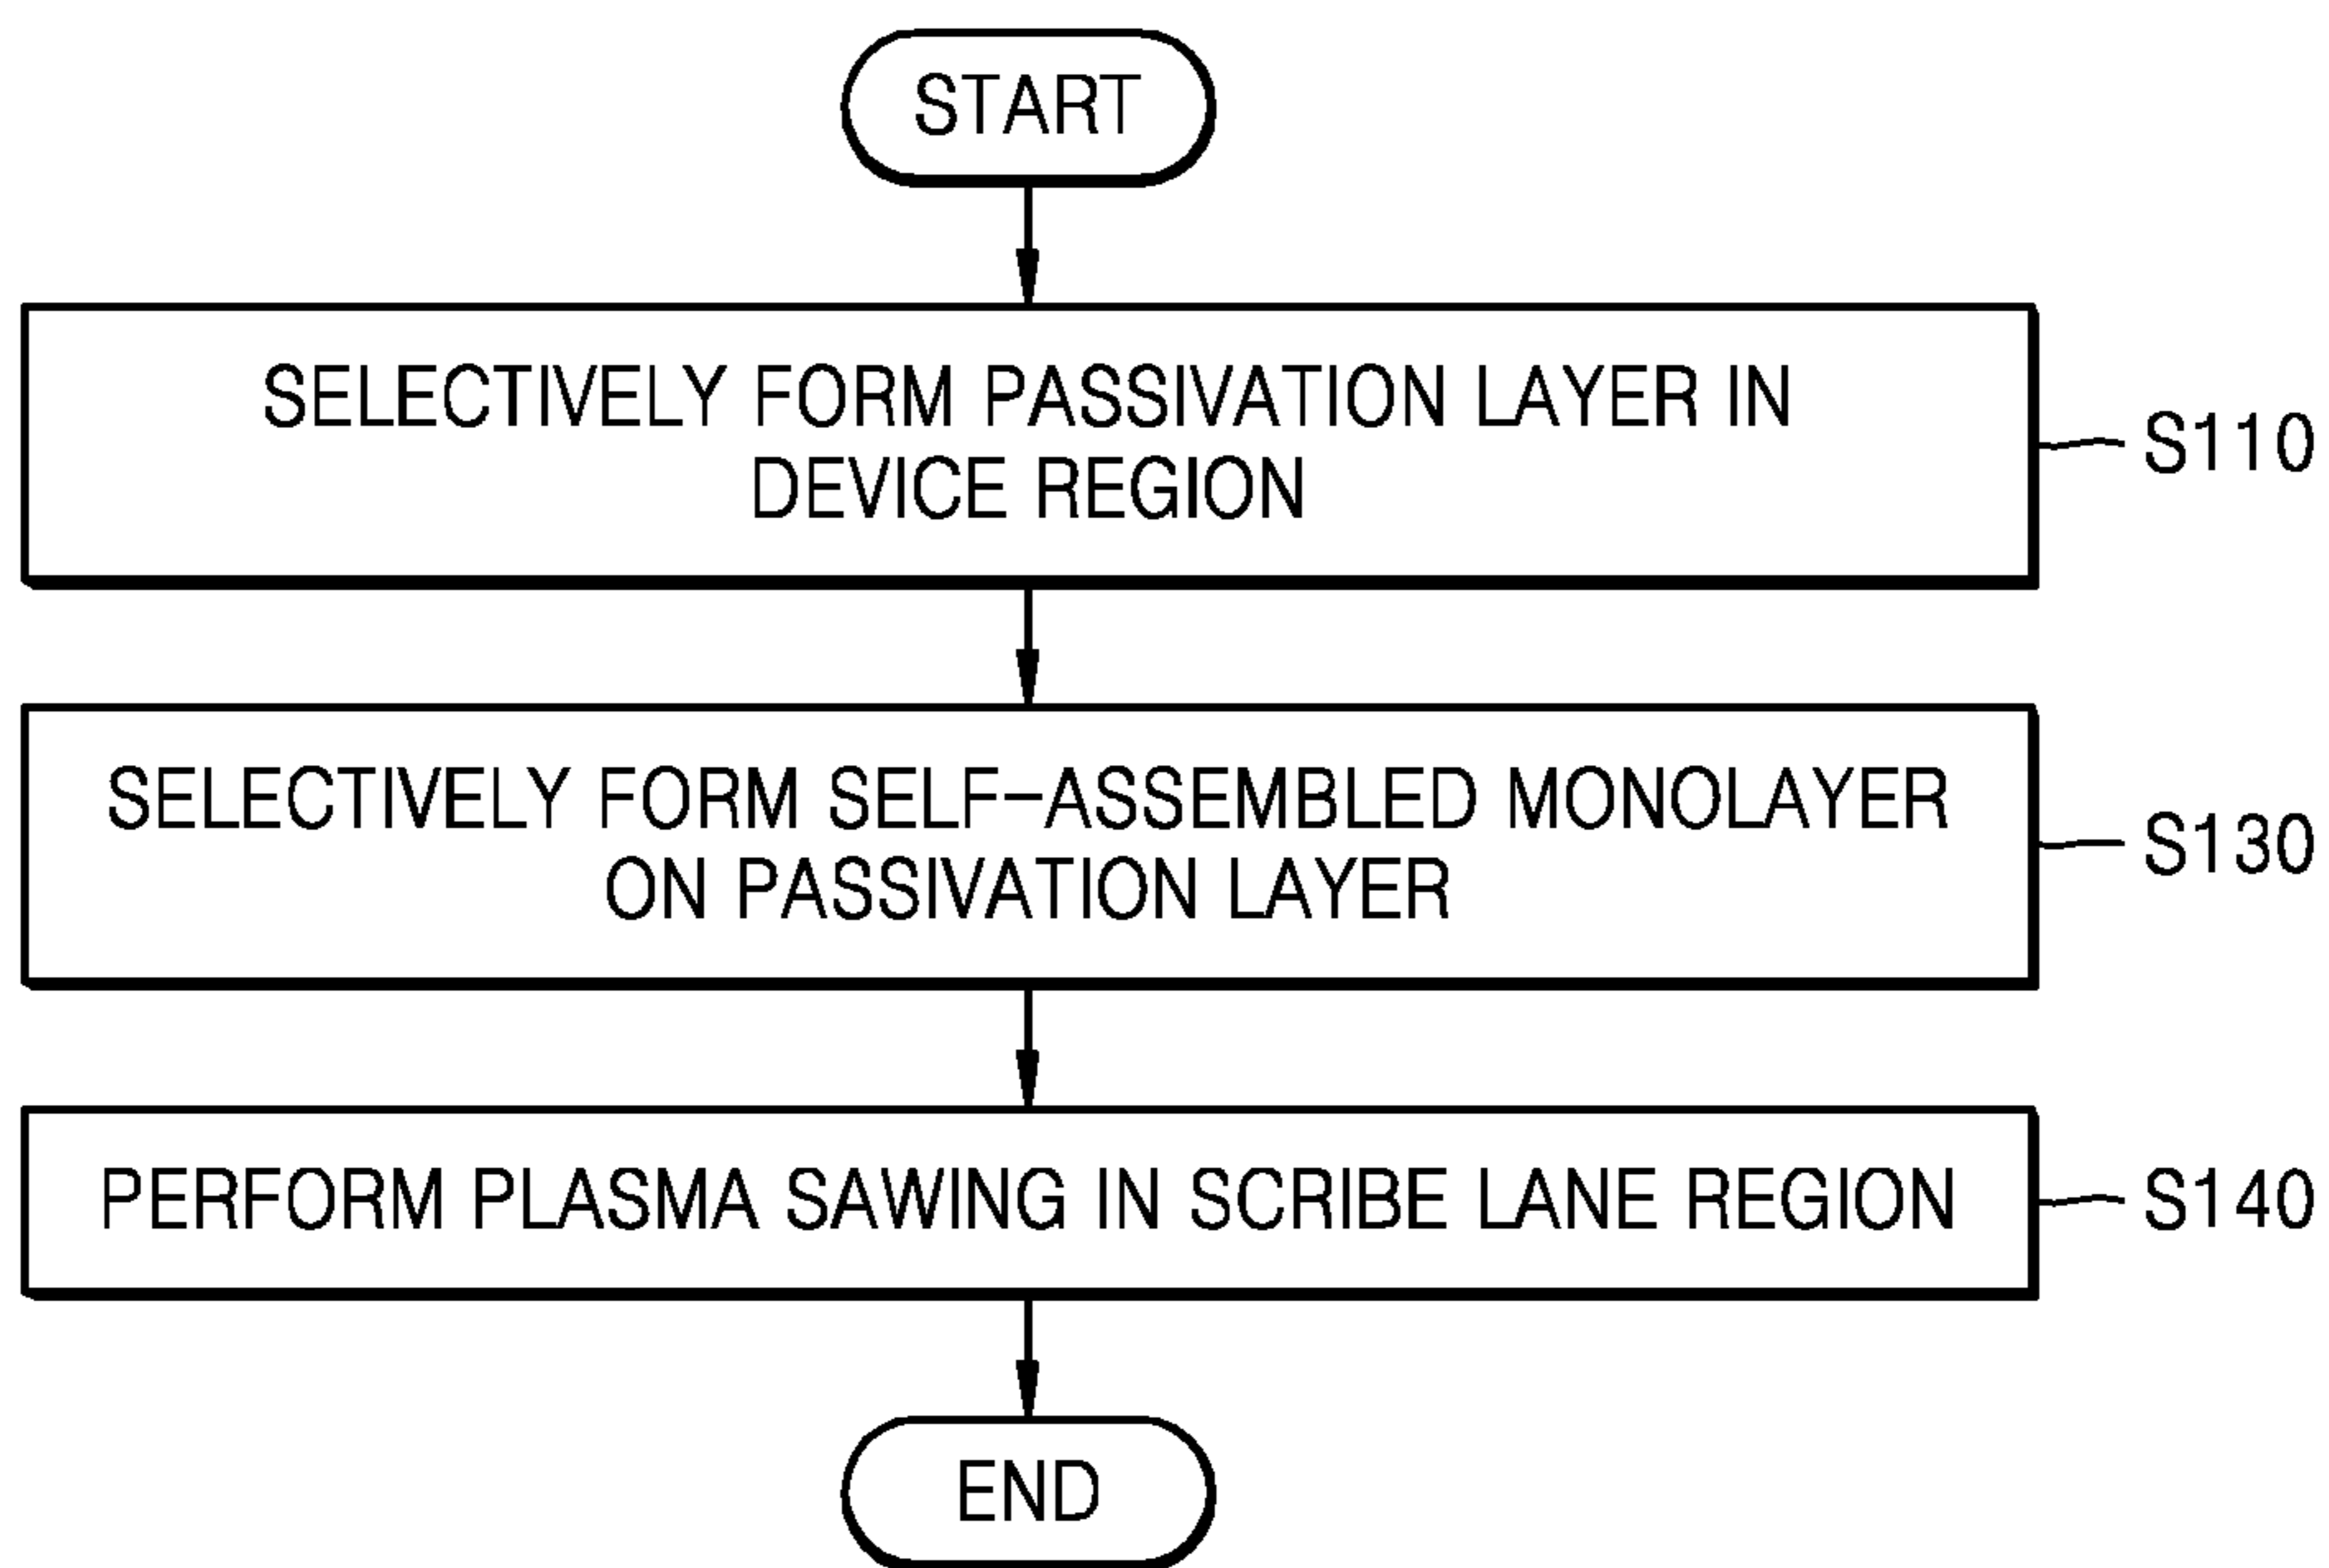 START
SELECTIVELY FORM PASSIVATION LAYER IN
DEVICE REGION
S110
SELECTIVELY FORM SELF-ASSEMBLED MONOLAYER
ON PASSIVATION LAYER
S130
PERFORM PLASMA SAWING IN SCRIBE LANE REGION
S140
END